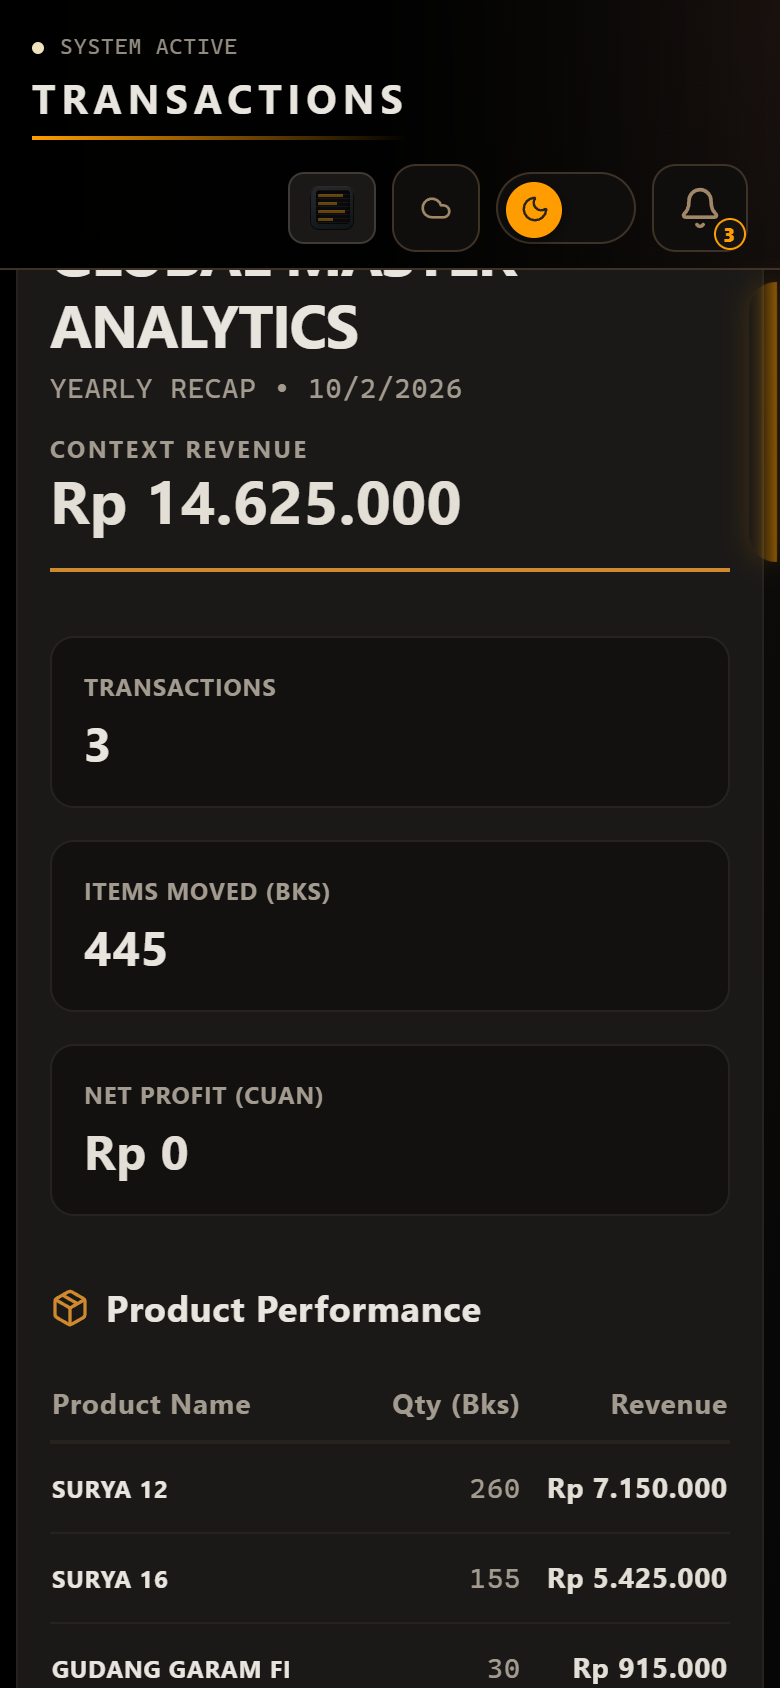 SYSTEM ACTIVE
TRANSACTIONS
3
GLOBAL MASTER
ANALYTICS
YEARLY RECAP • 10/2/2026
CONTEXT REVENUE
Rp 14.625.000
TRANSACTIONS
3
ITEMS MOVED (BKS)
445
NET PROFIT (CUAN)
Rp 0
Product Performance
Product Name Qty (Bks) Revenue
SURYA 12 260 Rp 7.150.000
SURYA 16 155 Rp 5.425.000
GUDANG GARAM FI 30 Rp 915.000